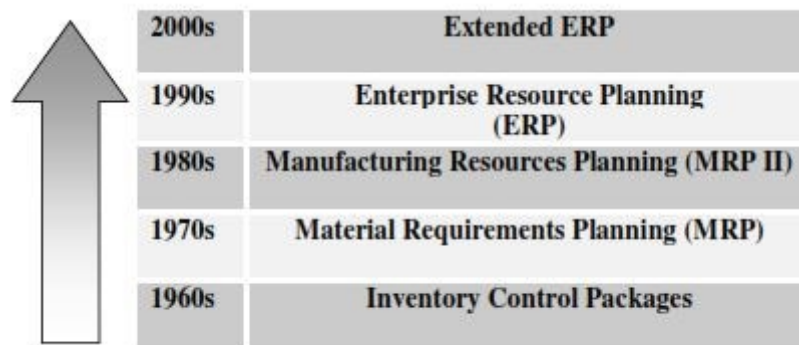 2000s Extended ERP
1990s Enterprise Resource Planning
(ERP)
1980s Manufacturing Resources Planning (MRP II)
1970s Material Requirements Planning (MRP)
1960s Inventory Control Packages